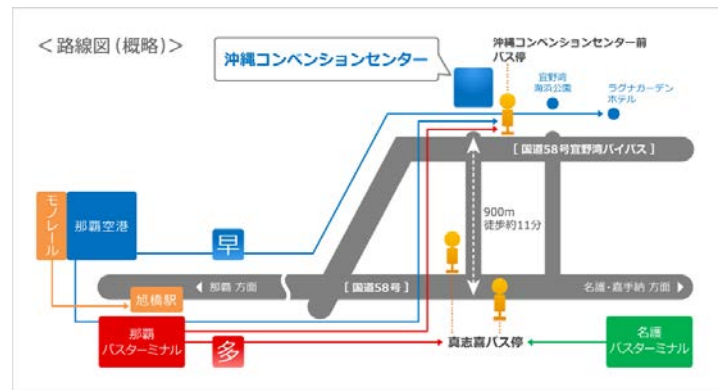 ＜路線図(概略)＞
沖縄コンベンションセンター
沖縄コンベンションセンター前
バス停
宜野湾
海浜公園
ラグナガーデン
ホテル
[ 国道58号宜野湾バイパス ]
モノレール
那覇空港
早
900m
徒歩約11分
那覇 方面
[ 国道58号 ]
名護・嘉手納 方面
旭橋駅
那覇
バスターミナル
多
真志喜バス停
名護
バスターミナル